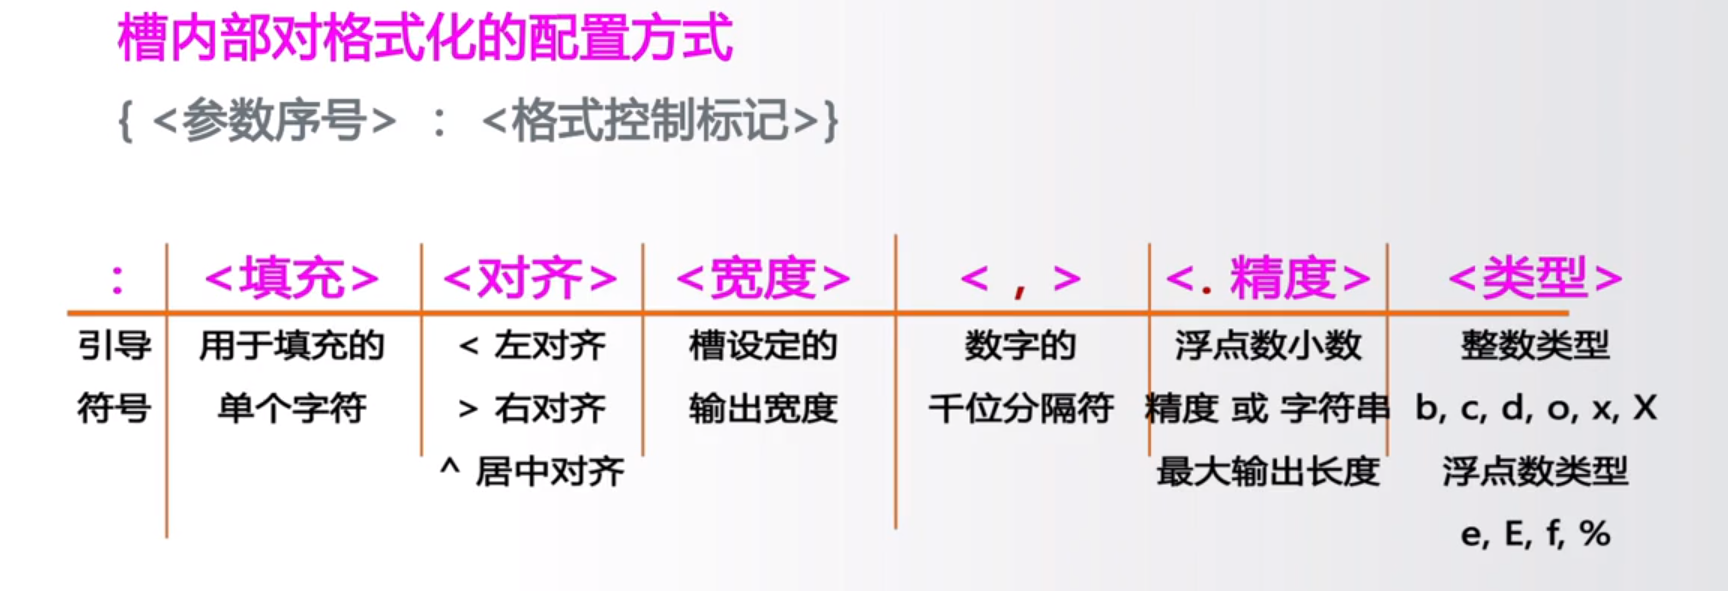 槽内部对格式化的配置方式
{ <参数序号> : <格式控制标记>}
: <填充> <对齐> <宽度> < , > <. 精度> <类型>
引导 用于填充的 < 左对齐 槽设定的 数字的 浮点数小数 整数类型
符号 单个字符 > 右对齐 输出宽度 千位分隔符 精度 或 字符串 b, c, d, o, x, X
^ 居中对齐 最大输出长度 浮点数类型
e, E, f, %